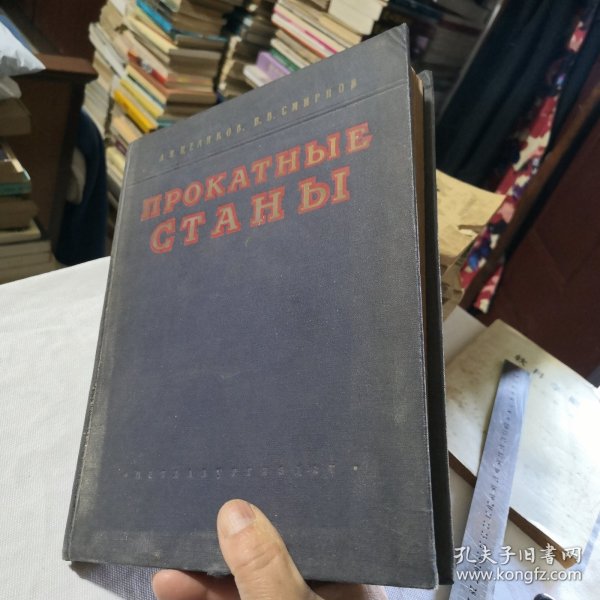 А. И. ЦЕЛИКОВ, В. В. СМИРНОВ
ПРОКАТНЫЕ
СТАНЫ
МЕТАЛЛУРГИЗДАТ
孔夫子旧书网
www.kongfz.com